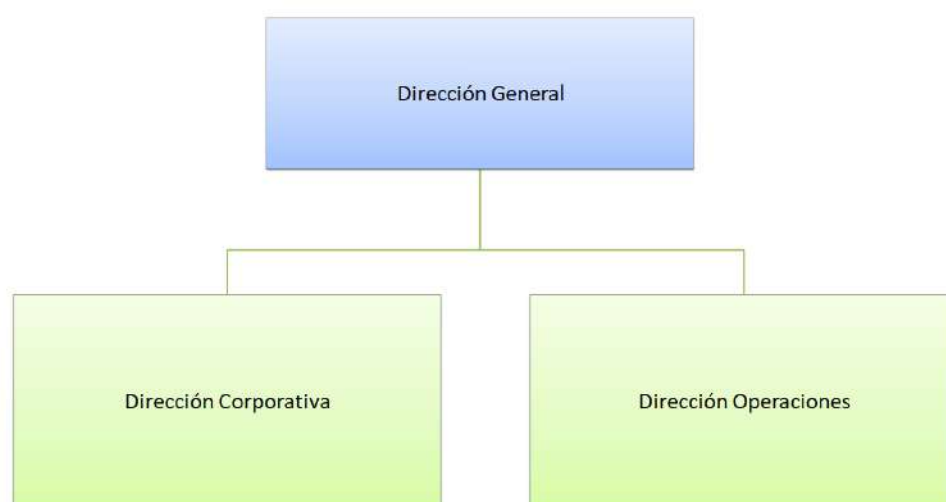 Dirección General
Dirección Corporativa
Dirección Operaciones